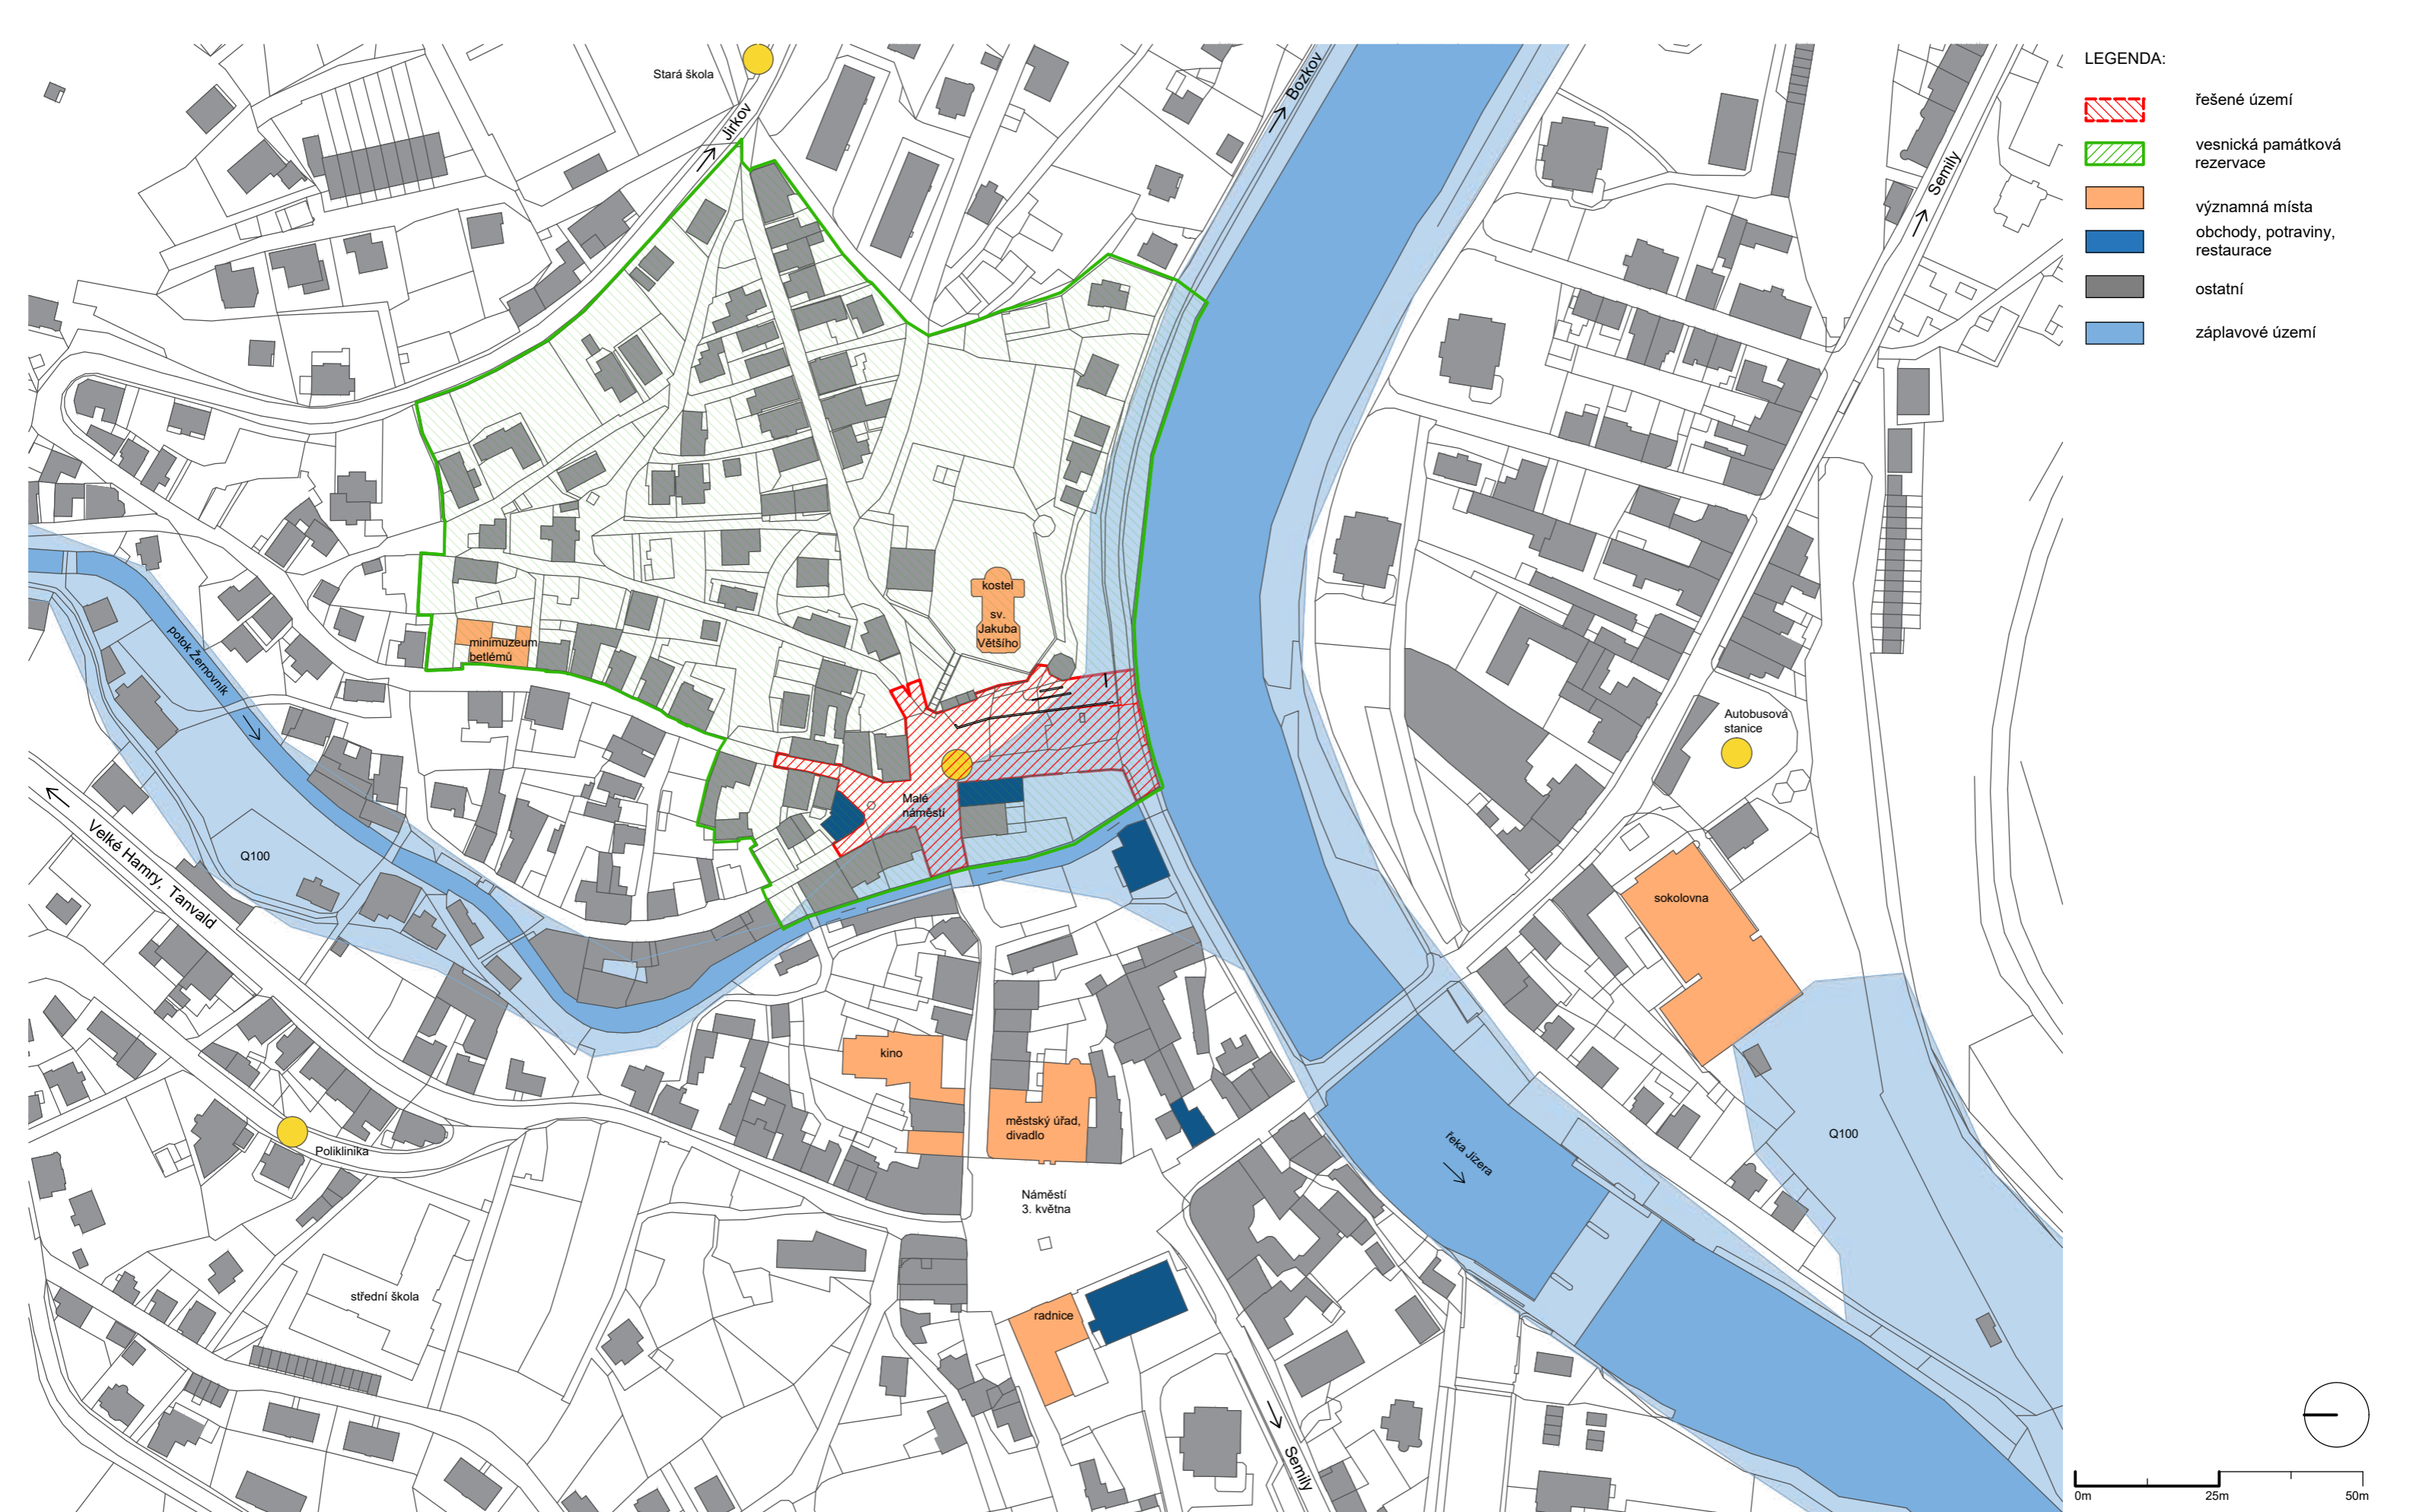 Stará škola
Jirkov
Bozkov
Semily
LEGENDA:
řešené území
vesnická památková
rezervace
významná místa
obchody, potraviny,
restaurace
ostatní
záplavové území
kostel
sv.
Jakuba
Většího
minimuzeum
betlémů
potok Žernovník
Autobusová
stanice
Malé
náměstí
Velké Hamry, Tanvald
Q100
sokolovna
kino
městský úřad,
divadlo
Poliklinika
řeka Jizera
Q100
Náměstí
3. května
střední škola
radnice
Semily
0m
25m
50m